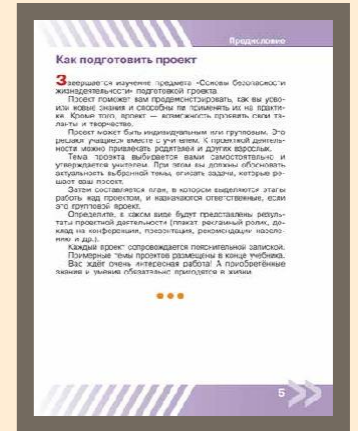 Предисловие
Как подготовить проект
Завершается изучение предмета «Основы безопасности
жизнедеятельности» подготовкой проекта.
Проект поможет вам продемонстрировать, как вы усво-
или новые знания и способны ли применять их на практи-
ке. Кроме того, проект — возможность проявить свои та-
ланты и творчество.
Проект может быть индивидуальным или групповым. Это
решают учащиеся вместе с учителем. К проектной деятель-
ности можно привлекать родителей и других взрослых.
Тема проекта выбирается вами самостоятельно и
утверждается учителем. При этом вы должны обосновать
актуальность выбранной темы, описать задачи, которые ре-
шает ваш проект.
Затем составляется план, в котором выделяются этапы
работы над проектом, и назначаются ответственные, если
это групповой проект.
Определите, в каком виде будут представлены резуль-
таты проектной деятельности (плакат, рекламный ролик, до-
клад на конференции, презентация, рекомендации населе-
нию и др.).
Каждый проект сопровождается пояснительной запиской.
Примерные темы проектов размещены в конце учебника.
Вас ждёт очень интересная работа! А приобретённые
знания и умения обязательно пригодятся в жизни.
5